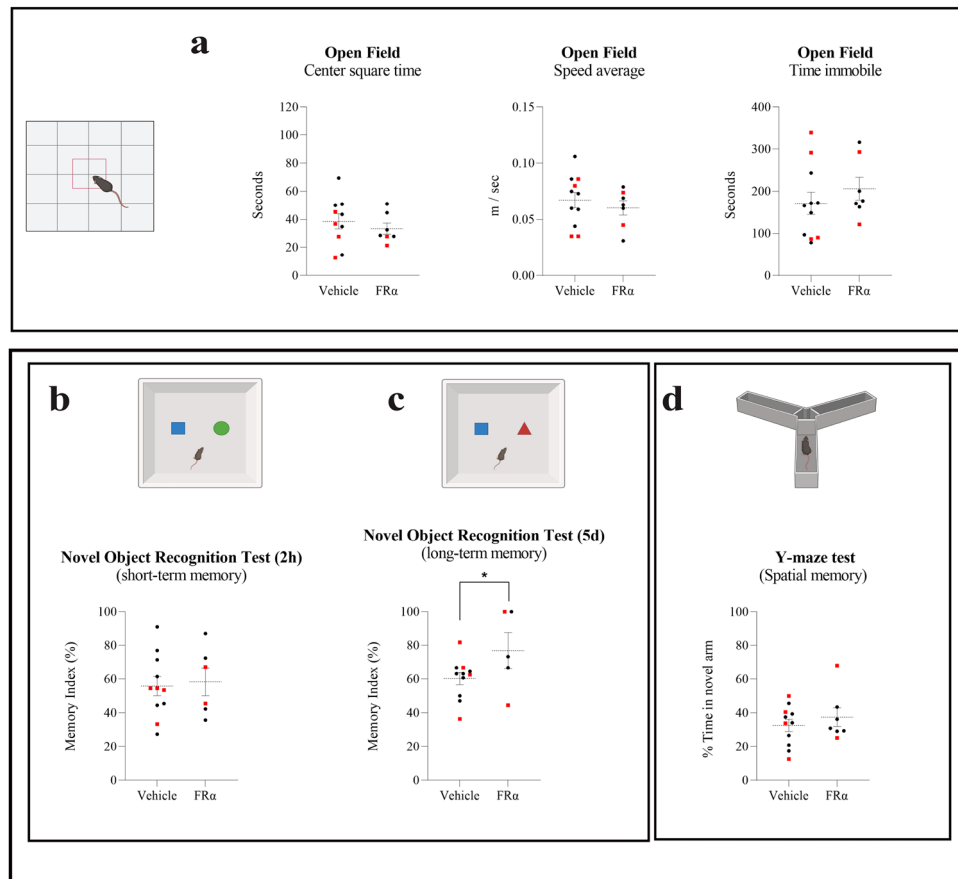 a
Open Field
Center square time
120
100
80
60
40
20
0
Seconds
Vehicle
FRα
Open Field
Speed average
0.15
0.10
0.05
0.00
m / sec
Vehicle
FRα
Open Field
Time immobile
400
300
200
100
0
Seconds
Vehicle
FRα
b
Novel Object Recognition Test (2h)
(short-term memory)
100
80
60
40
20
0
Memory Index (%)
Vehicle
FRα
c
Novel Object Recognition Test (5d)
(long-term memory)
*
100
80
60
40
20
0
Memory Index (%)
Vehicle
FRα
d
Y-maze test
(Spatial memory)
100
80
60
40
20
0
% Time in novel arm
Vehicle
FRα